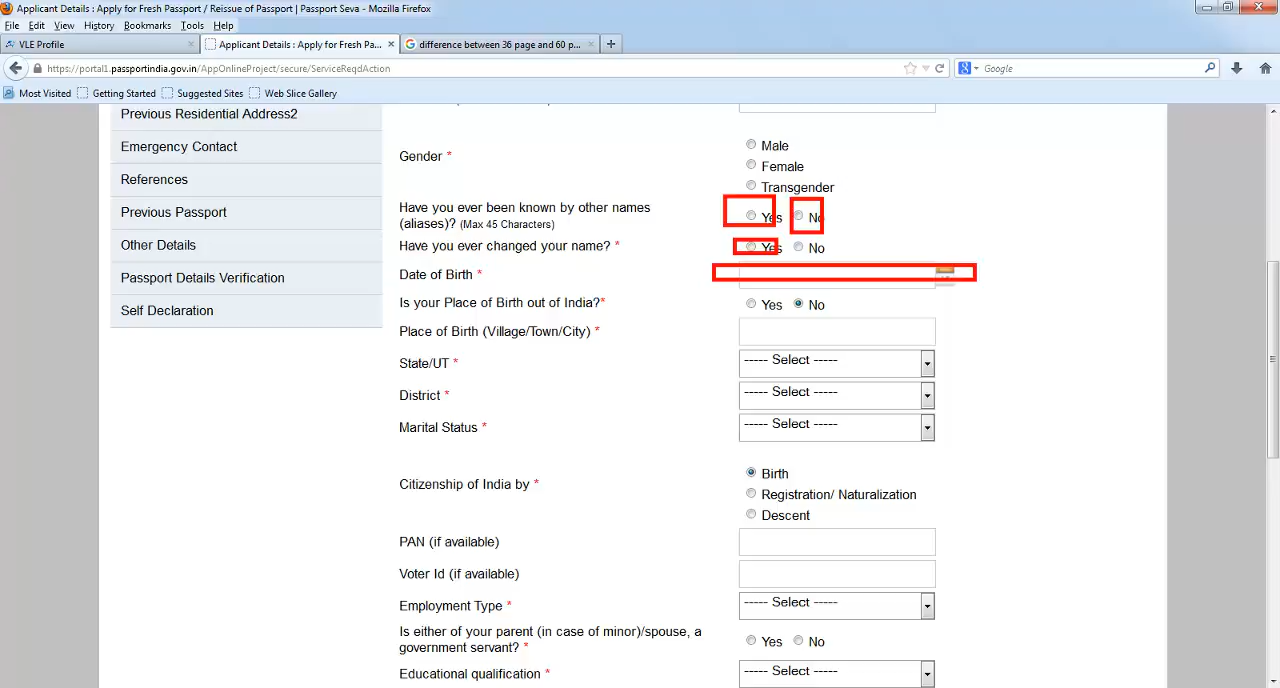 Applicant Details : Apply for Fresh Passport / Reissue of Passport | Passport Seva - Mozilla Firefox
File Edit View History Bookmarks Tools Help
VLE Profile
Applicant Details : Apply for Fresh Pa...
difference between 36 page and 60 p...
https://portal1.passportindia.gov.in/AppOnlineProject/secure/ServiceReqdAction
Google
Most Visited Getting Started Suggested Sites Web Slice Gallery
Previous Residential Address2
Emergency Contact
References
Previous Passport
Other Details
Passport Details Verification
Self Declaration
Gender *
Male
Female
Transgender
Have you ever been known by other names
(aliases)? (Max 45 Characters)
Yes No
Have you ever changed your name? * Yes No
Date of Birth *
Is your Place of Birth out of India?* Yes No
Place of Birth (Village/Town/City) *
State/UT * ----- Select -----
District * ----- Select -----
Marital Status * ----- Select -----
Citizenship of India by *
Birth
Registration/ Naturalization
Descent
PAN (if available)
Voter Id (if available)
Employment Type * ----- Select -----
Is either of your parent (in case of minor)/spouse, a
government servant? *
Yes No
Educational qualification * ----- Select -----